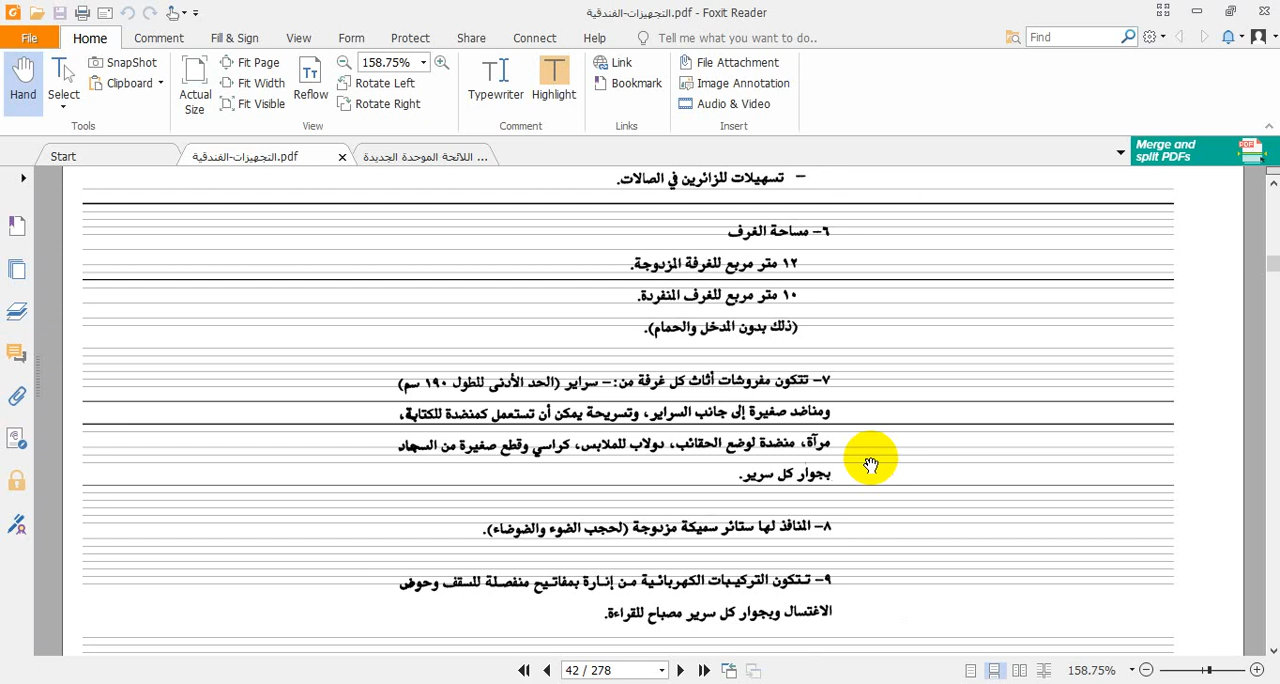 التجهيزات-الفندقية.pdf - Foxit Reader
File Home Comment Fill & Sign View Form Protect Share Connect Help Tell me what you want to do.. Find
Hand Select SnapShot Clipboard Actual Size Fit Page Fit Width Fit Visible Reflow 158.75% Rotate Left Rotate Right Typewriter Highlight Link Bookmark File Attachment Image Annotation Audio & Video
Tools View Comment Links Insert
Start التجهيزات-الفندقية.pdf اللائحة الموحدة الجديدة ... Merge and split PDFs
– تسهيلات للزائرين في الصالات.
٦– مساحة الغرف
١٢ متر مربع للغرفة المزدوجة.
١٠ متر مربع للغرف المنفردة.
(ذلك بدون المدخل والحمام).
٧– تتكون مفروشات أثاث كل غرفة من:– سراير (الحد الأدنى للطول ١٩٠ سم)
ومناضد صغيرة إلى جانب السراير، وتسريحة يمكن أن تستعمل كمنضدة للكتابة،
مرآة، منضدة لوضع الحقائب، دولاب للملابس، كراسي وقطع صغيرة من السجاد
بجوار كل سرير.
٨– المنافذ لها ستائر سميكة مزدوجة (لحجب الضوء والضوضاء).
٩– تتكون التركيبات الكهربائية من إنارة بمفاتيح منفصلة للسقف وحوض
الاغتسال وبجوار كل سرير مصباح للقراءة.
42 / 278 158.75%